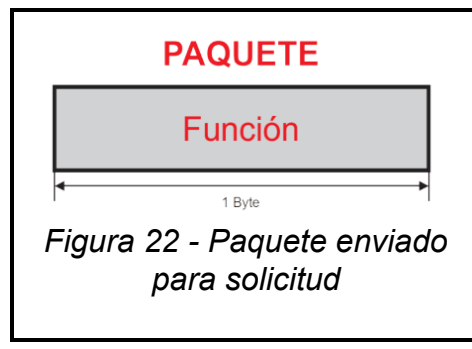 PAQUETE
Función
1 Byte
Figura 22 - Paquete enviado
para solicitud